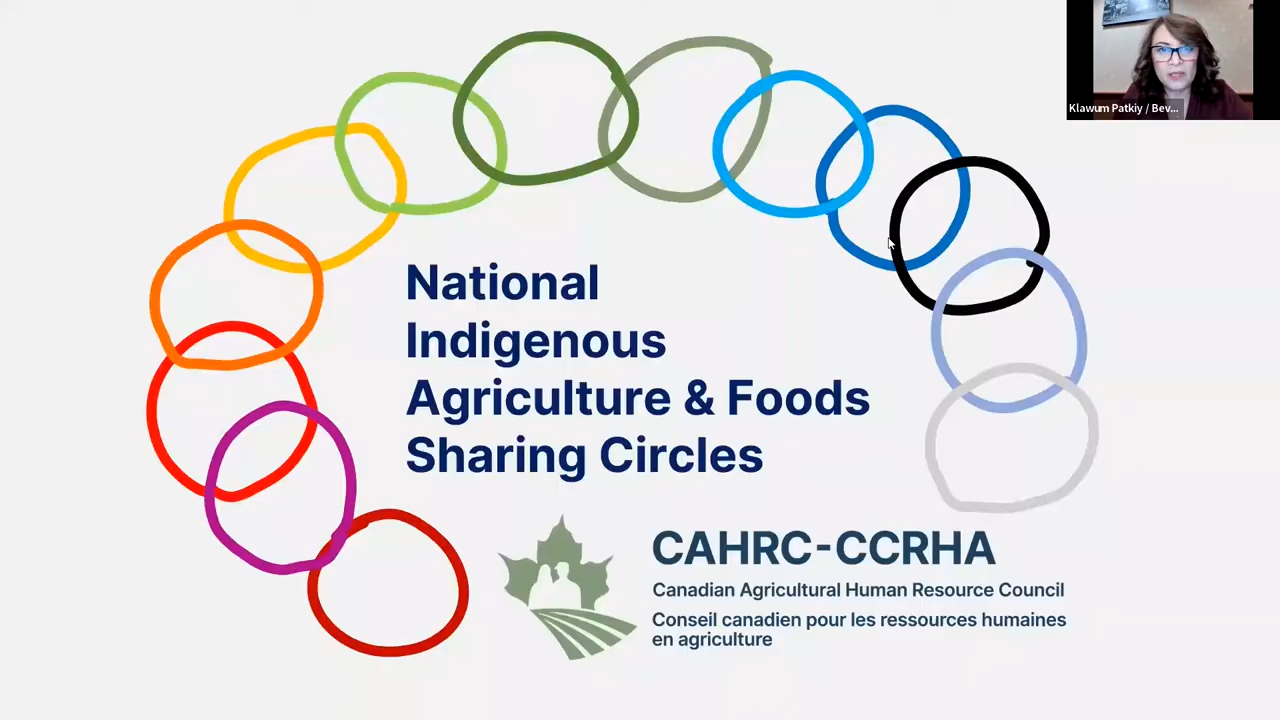 Klawum Patkiy / Bev...
National
Indigenous
Agriculture & Foods
Sharing Circles
CAHRC-CCRHA
Canadian Agricultural Human Resource Council
Conseil canadien pour les ressources humaines
en agriculture